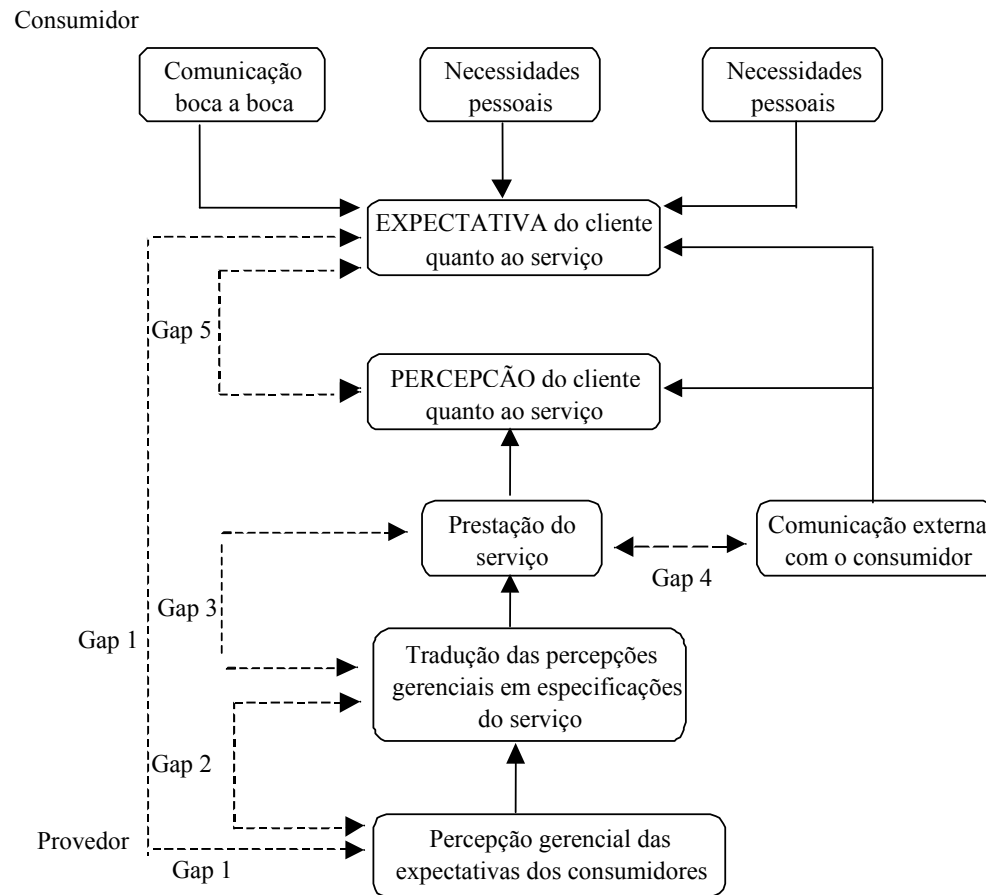 Consumidor
Comunicação
boca a boca
Necessidades
pessoais
Necessidades
pessoais
EXPECTATIVA do cliente
quanto ao serviço
Gap 5
PERCEPCÃO do cliente
quanto ao serviço
Prestação do
serviço
Comunicação externa
com o consumidor
Gap 4
Gap 3
Gap 1
Tradução das percepções
gerenciais em especificações
do serviço
Gap 2
Provedor
Percepção gerencial das
expectativas dos consumidores
Gap 1